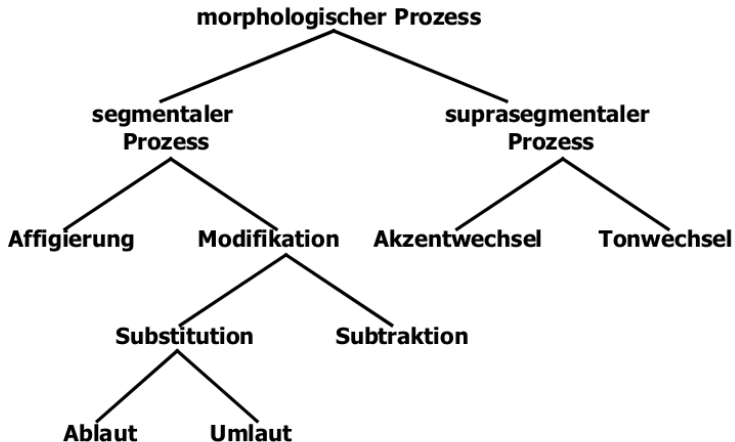 morphologischer Prozess
segmentaler
Prozess
suprasegmentaler
Prozess
Affigierung
Modifikation
Akzentwechsel
Tonwechsel
Substitution
Subtraktion
Ablaut
Umlaut